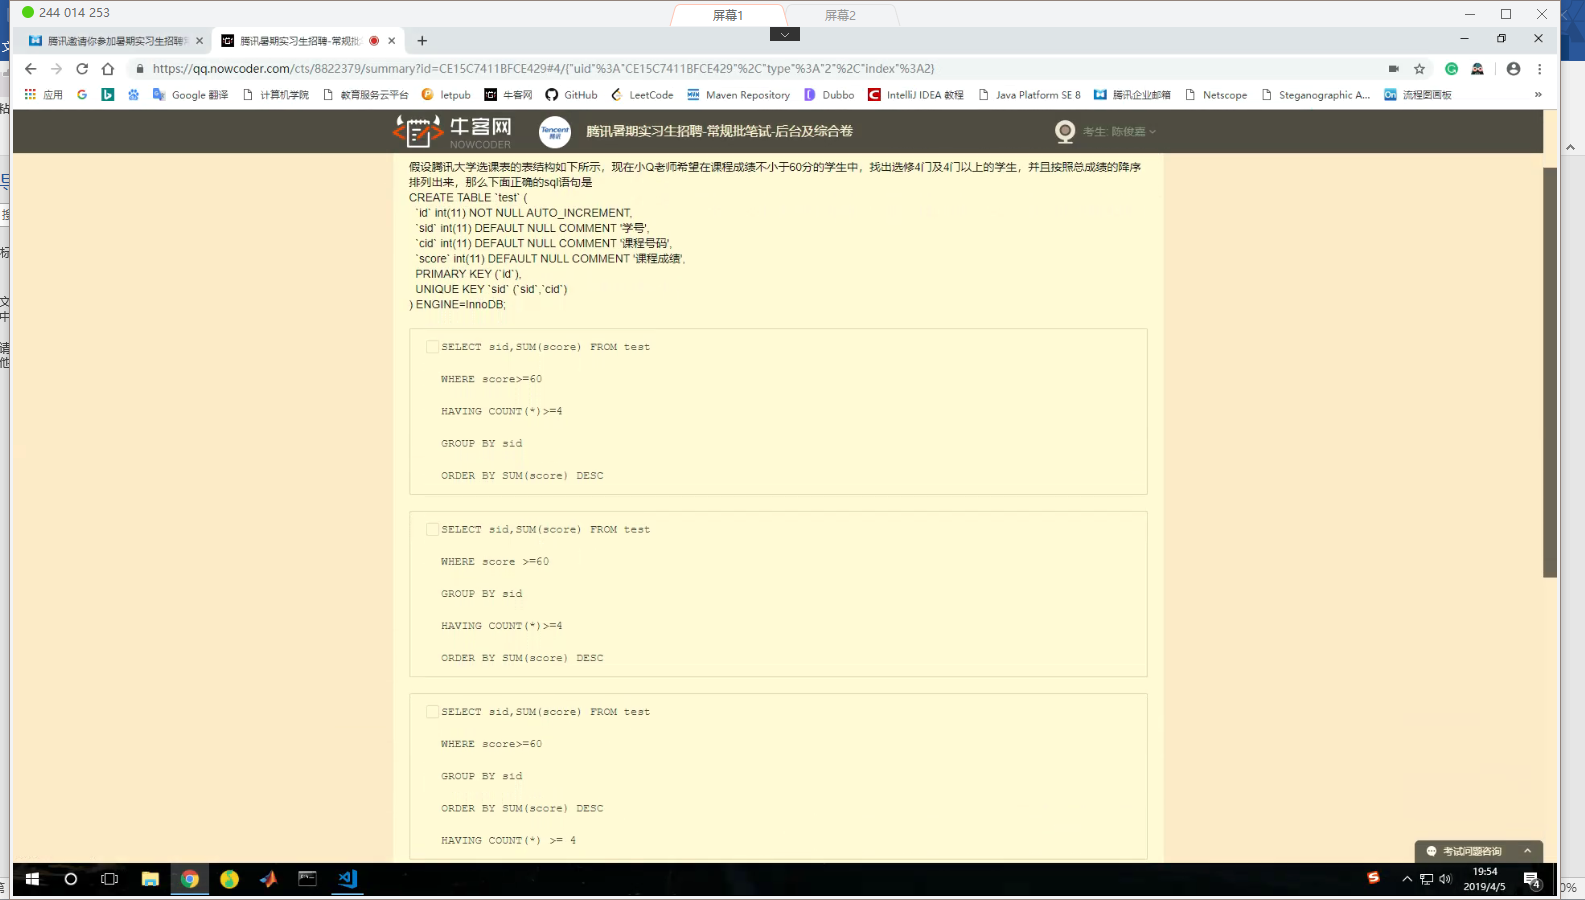 244 014 253
屏幕1
屏幕2
腾讯邀请你参加暑期实习生招聘
腾讯暑期实习生招聘-常规批
https://qq.nowcoder.com/cts/8822379/summary?id=CE15C7411BFCE429#4/{"uid"%3A"CE15C7411BFCE429"%2C"type"%3A"2"%2C"index"%3A2}
应用
Google 翻译
计算机学院
教育服务云平台
letpub
牛客网
GitHub
LeetCode
Maven Repository
Dubbo
IntelliJ IDEA 教程
Java Platform SE 8
腾讯企业邮箱
Netscope
Steganographic A...
流程图画板
»
牛客网
NOWCODER
Tencent
腾讯
腾讯暑期实习生招聘-常规批笔试-后台及综合卷
考生: 陈俊嘉
假设腾讯大学选课表的表结构如下所示，现在小Q老师希望在课程成绩不小于60分的学生中，找出选修4门及4门以上的学生，并且按照总成绩的降序
排列出来，那么下面正确的sql语句是
CREATE TABLE `test` (
`id` int(11) NOT NULL AUTO_INCREMENT,
`sid` int(11) DEFAULT NULL COMMENT '学号',
`cid` int(11) DEFAULT NULL COMMENT '课程号码',
`score` int(11) DEFAULT NULL COMMENT '课程成绩',
PRIMARY KEY (`id`),
UNIQUE KEY `sid` (`sid`,`cid`)
) ENGINE=InnoDB;
SELECT sid,SUM(score) FROM test
WHERE score>=60
HAVING COUNT(*)>=4
GROUP BY sid
ORDER BY SUM(score) DESC
SELECT sid,SUM(score) FROM test
WHERE score >=60
GROUP BY sid
HAVING COUNT(*)>=4
ORDER BY SUM(score) DESC
SELECT sid,SUM(score) FROM test
WHERE score>=60
GROUP BY sid
ORDER BY SUM(score) DESC
HAVING COUNT(*) >= 4
考试问题咨询
19:54
2019/4/5
4
0%